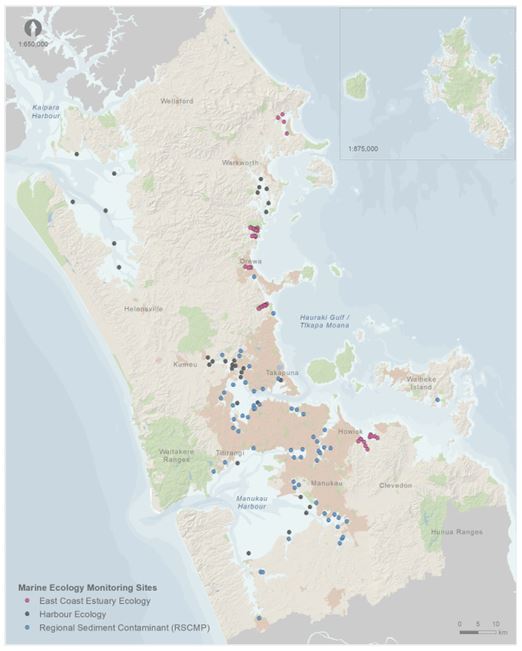 1:650,000
Kaipara
Harbour
Wellsford
1:875,000
Warkworth
Orewa
Helensville
Hauraki Gulf /
Tīkapa Moana
Kumeu
Takapuna
Waiheke
Island
Howick
Waitakere
Ranges
Titirangi
Manukau
Clevedon
Manukau
Harbour
Hunua Ranges
Marine Ecology Monitoring Sites
East Coast Estuary Ecology
Harbour Ecology
Regional Sediment Contaminant (RSCMP)
0 5 10
km